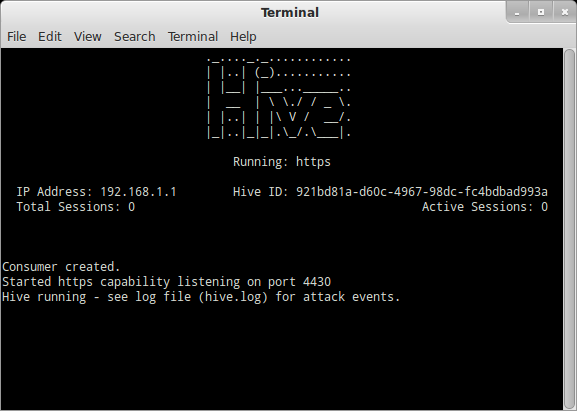 Terminal
File Edit View Search Terminal Help
._...._._............
| |..| (_)...........
| |__| |___..._____..
|  __  | \ \./ / _ \.
| |..| | |\ V /  __/.
|_|..|_|_|.\_/.\___|.
Running: https
IP Address: 192.168.1.1 Hive ID: 921bd81a-d60c-4967-98dc-fc4bdbad993a
Total Sessions: 0 Active Sessions: 0
Consumer created.
Started https capability listening on port 4430
Hive running - see log file (hive.log) for attack events.